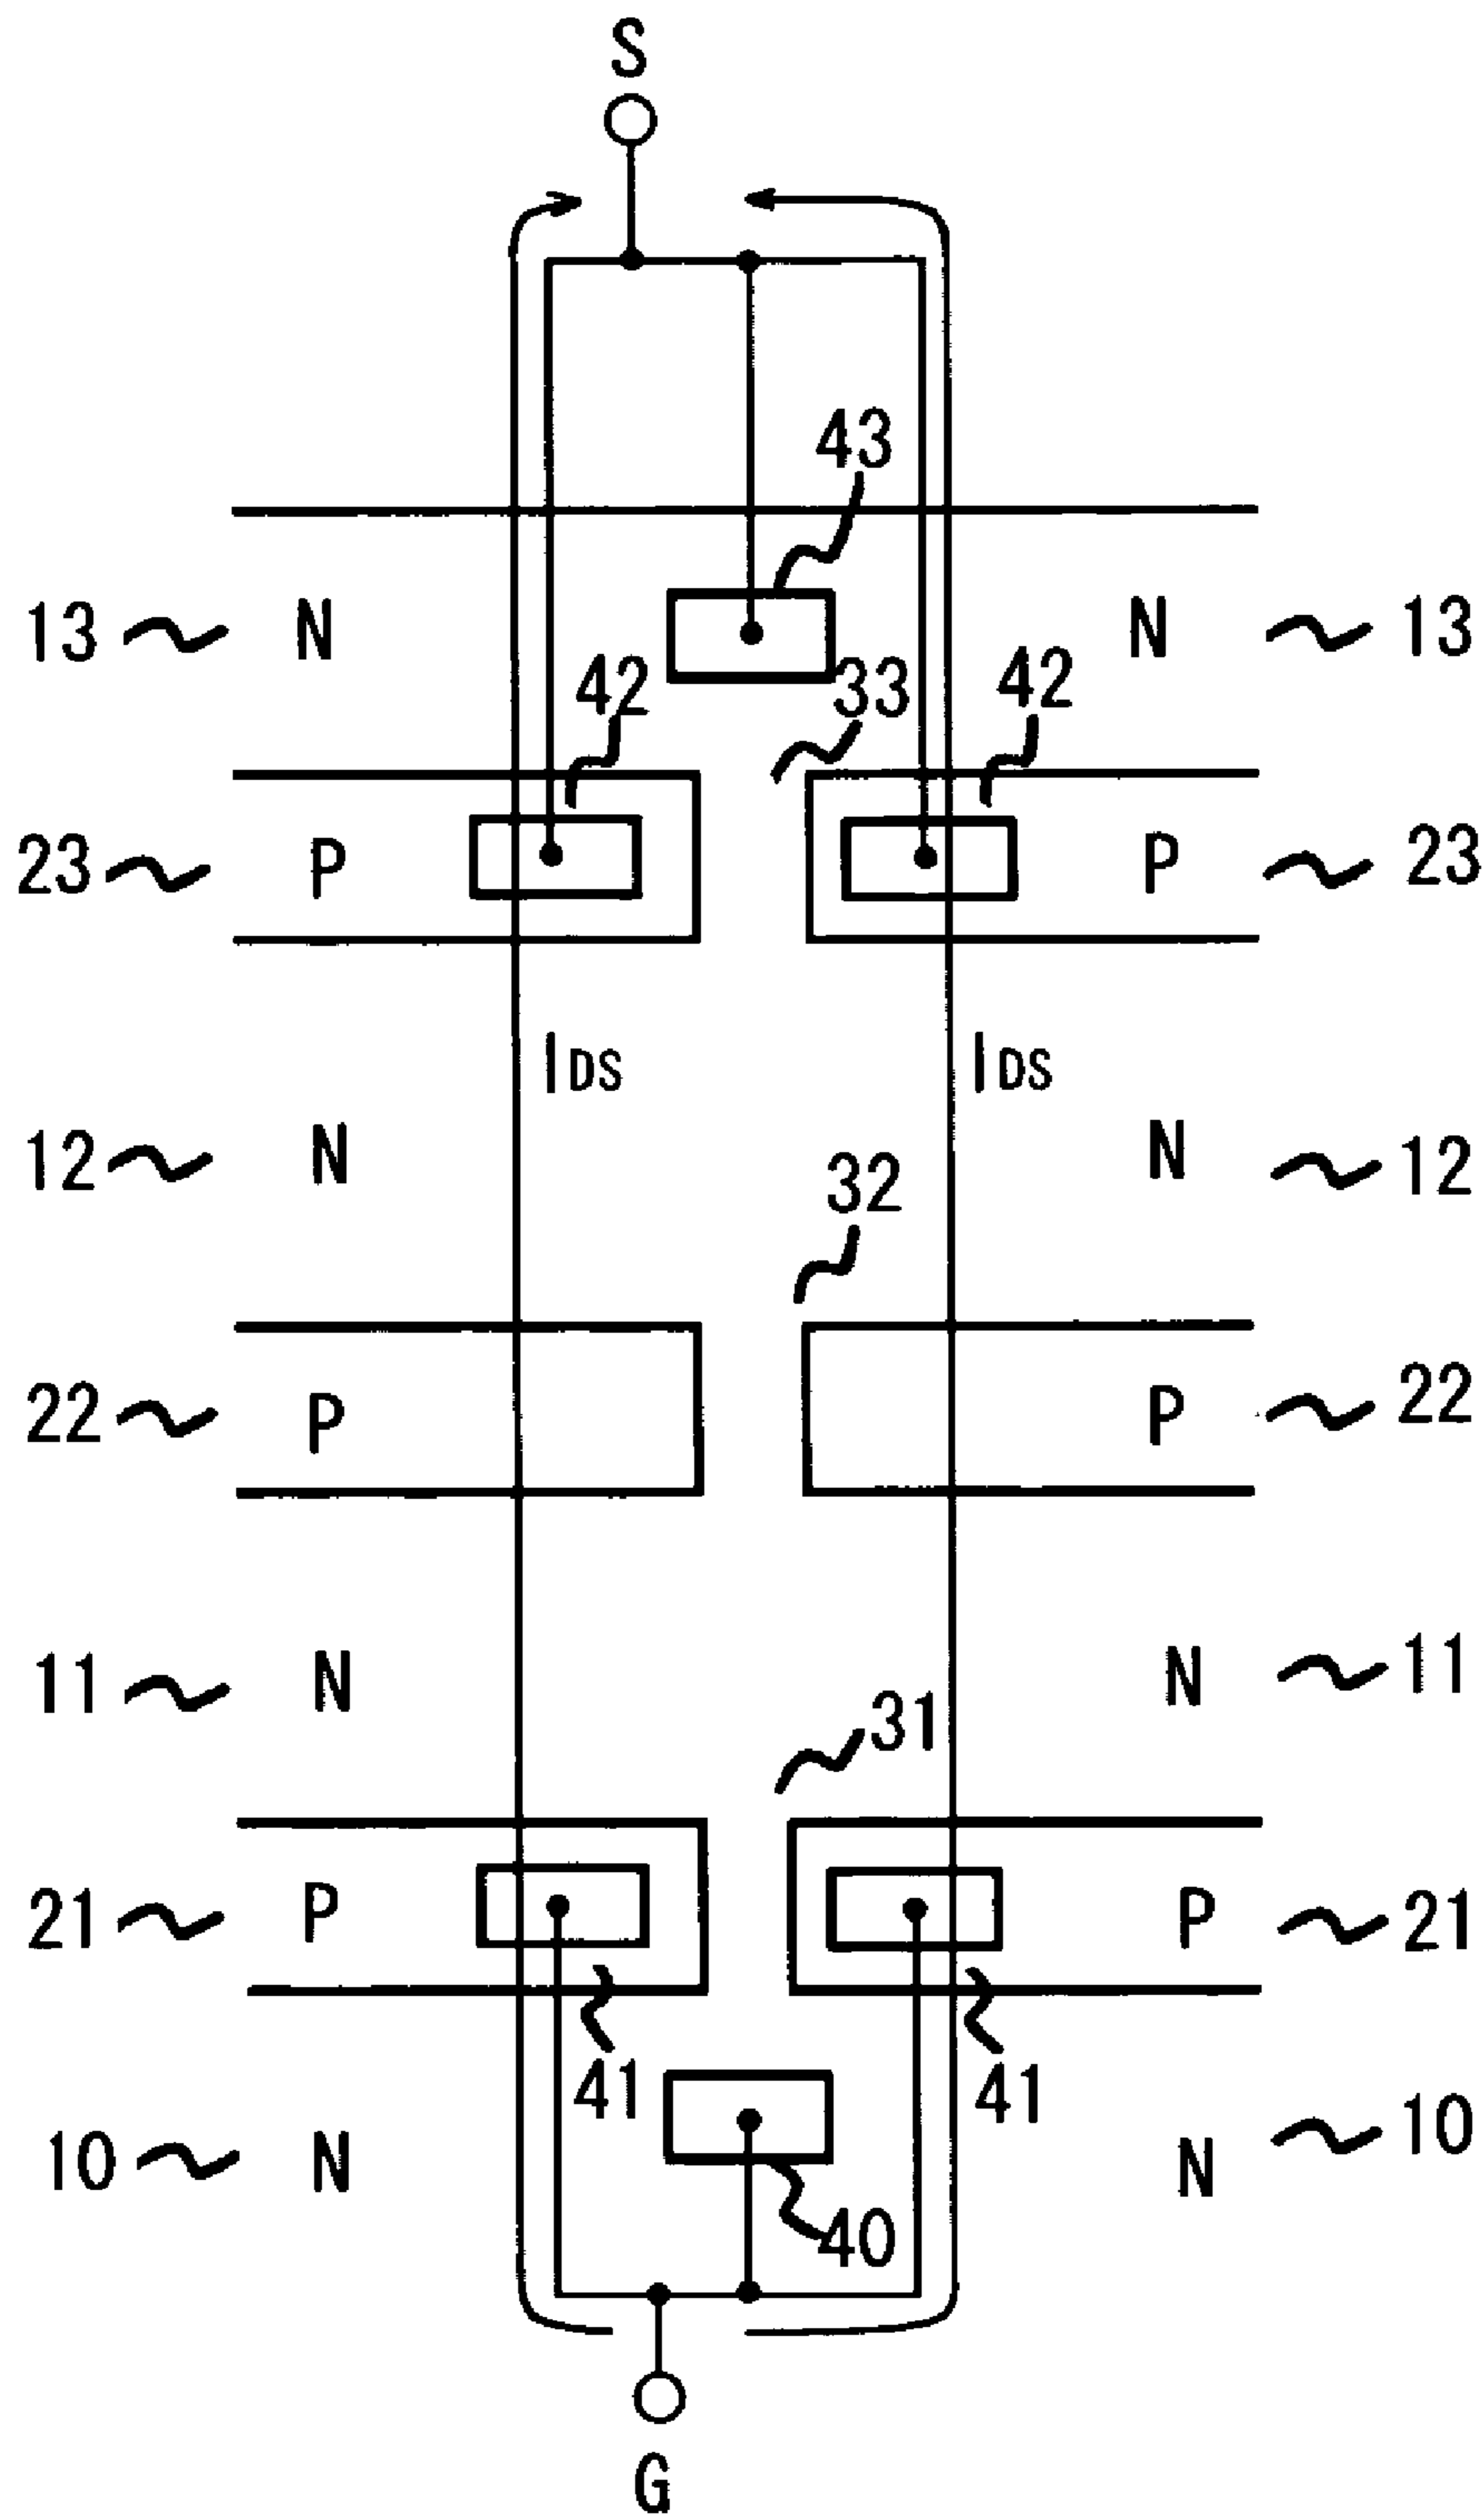 S
43
13 N N 13
42 33 42
23 P P 23
IDS IDS
12 N N 12
32
22 P P 22
11 N N 11
31
21 P P 21
41 41
10 N N 10
40
G